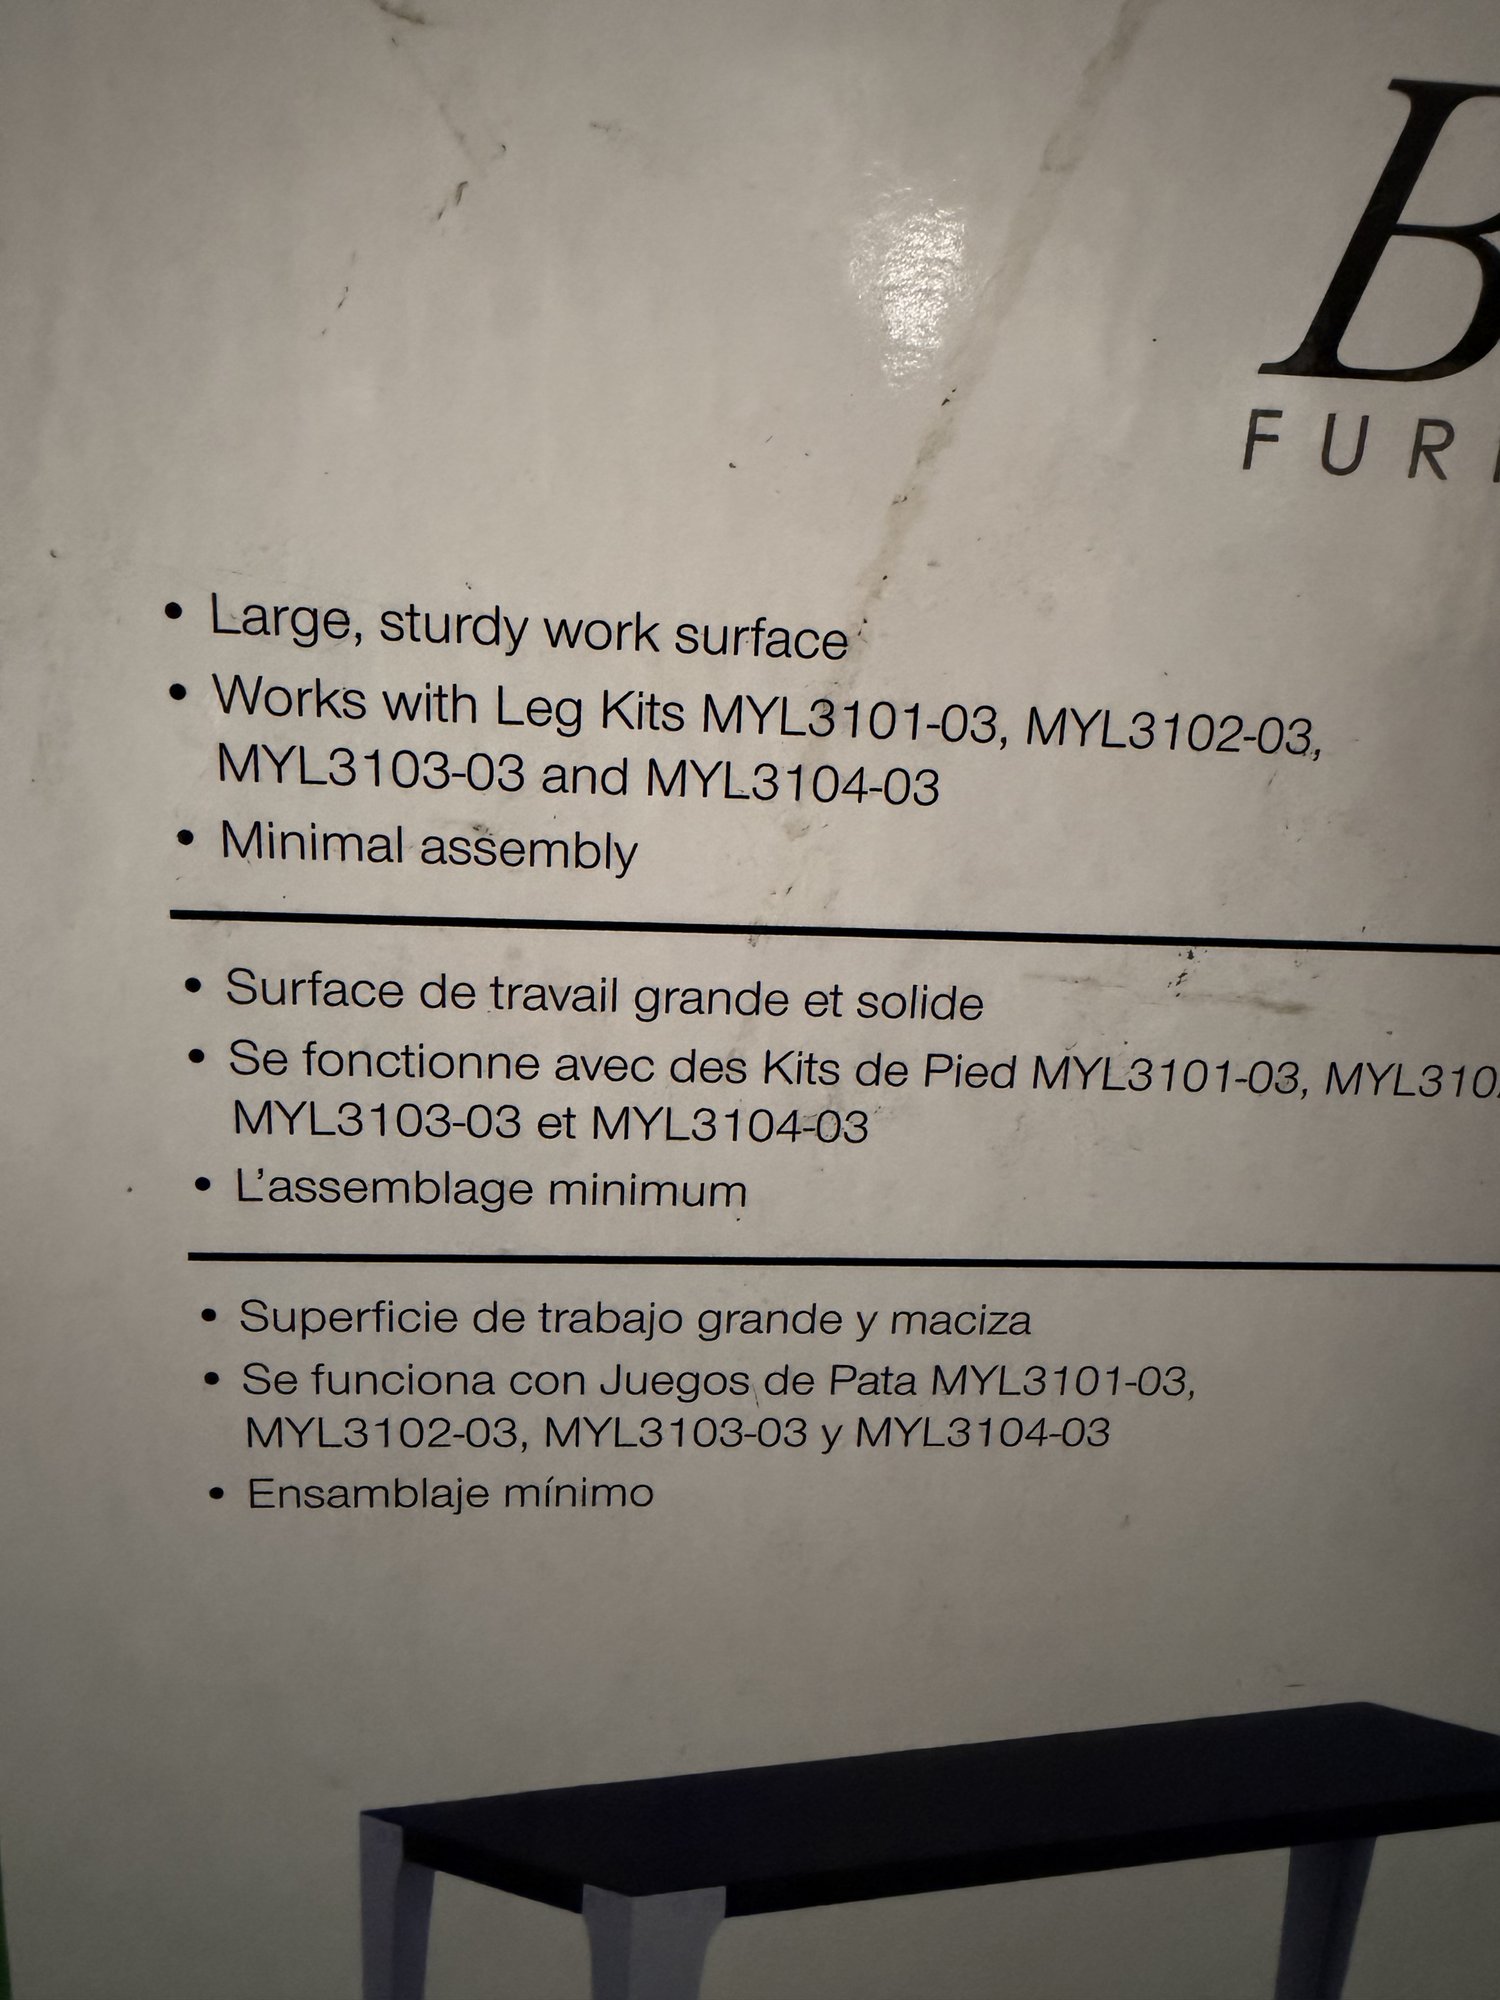 B
FUR
• Large, sturdy work surface
• Works with Leg Kits MYL3101-03, MYL3102-03,
MYL3103-03 and MYL3104-03
• Minimal assembly
• Surface de travail grande et solide
• Se fonctionne avec des Kits de Pied MYL3101-03, MYL310
MYL3103-03 et MYL3104-03
• L'assemblage minimum
• Superficie de trabajo grande y maciza
• Se funciona con Juegos de Pata MYL3101-03,
MYL3102-03, MYL3103-03 y MYL3104-03
• Ensamblaje mínimo